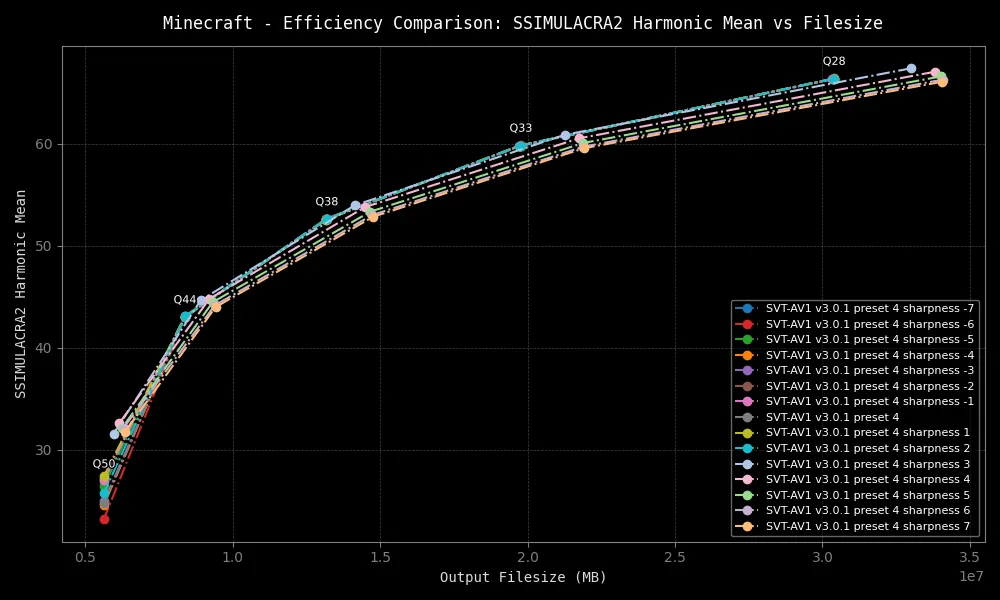 Minecraft - Efficiency Comparison: SSIMULACRA2 Harmonic Mean vs Filesize
SSIMULACRA2 Harmonic Mean
60
50
40
30
Q28
Q33
Q38
Q44
Q50
SVT-AV1 v3.0.1 preset 4 sharpness -7
SVT-AV1 v3.0.1 preset 4 sharpness -6
SVT-AV1 v3.0.1 preset 4 sharpness -5
SVT-AV1 v3.0.1 preset 4 sharpness -4
SVT-AV1 v3.0.1 preset 4 sharpness -3
SVT-AV1 v3.0.1 preset 4 sharpness -2
SVT-AV1 v3.0.1 preset 4 sharpness -1
SVT-AV1 v3.0.1 preset 4
SVT-AV1 v3.0.1 preset 4 sharpness 1
SVT-AV1 v3.0.1 preset 4 sharpness 2
SVT-AV1 v3.0.1 preset 4 sharpness 3
SVT-AV1 v3.0.1 preset 4 sharpness 4
SVT-AV1 v3.0.1 preset 4 sharpness 5
SVT-AV1 v3.0.1 preset 4 sharpness 6
SVT-AV1 v3.0.1 preset 4 sharpness 7
0.5 1.0 1.5 2.0 2.5 3.0 3.5
1e7
Output Filesize (MB)